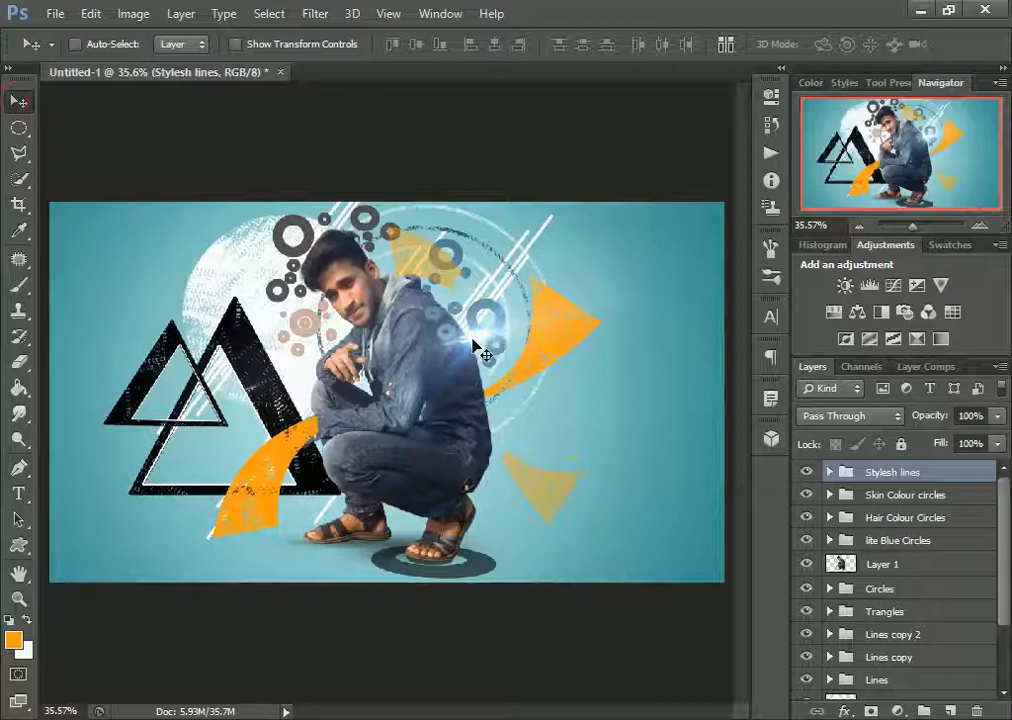 Ps File Edit Image Layer Type Select Filter 3D View Window Help
Auto-Select: Layer Show Transform Controls 3D Mode:
Untitled-1 @ 35.6% (Stylesh lines, RGB/8) * ×
Color Styles Tool Prese Navigator
35.57%
Histogram Adjustments Swatches
Add an adjustment
Layers Channels Layer Comps
Kind
Pass Through Opacity: 100%
Lock: Fill: 100%
Stylesh lines
Skin Colour circles
Hair Colour Circles
lite Blue Circles
Layer 1
Circles
Trangles
Lines copy 2
Lines copy
Lines
35.57% Doc: 5.93M/35.7M